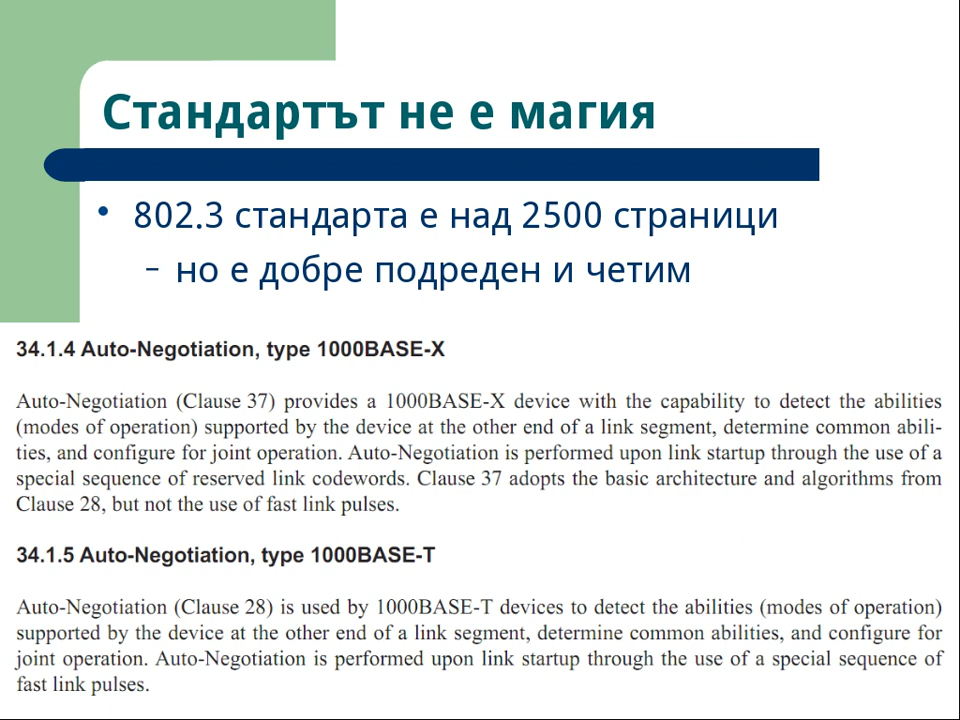 Стандартът не е магия
• 802.3 стандарта е над 2500 страници
– но е добре подреден и четим
34.1.4 Auto-Negotiation, type 1000BASE-X
Auto-Negotiation (Clause 37) provides a 1000BASE-X device with the capability to detect the abilities
(modes of operation) supported by the device at the other end of a link segment, determine common abili-
ties, and configure for joint operation. Auto-Negotiation is performed upon link startup through the use of a
special sequence of reserved link codewords. Clause 37 adopts the basic architecture and algorithms from
Clause 28, but not the use of fast link pulses.
34.1.5 Auto-Negotiation, type 1000BASE-T
Auto-Negotiation (Clause 28) is used by 1000BASE-T devices to detect the abilities (modes of operation)
supported by the device at the other end of a link segment, determine common abilities, and configure for
joint operation. Auto-Negotiation is performed upon link startup through the use of a special sequence of
fast link pulses.